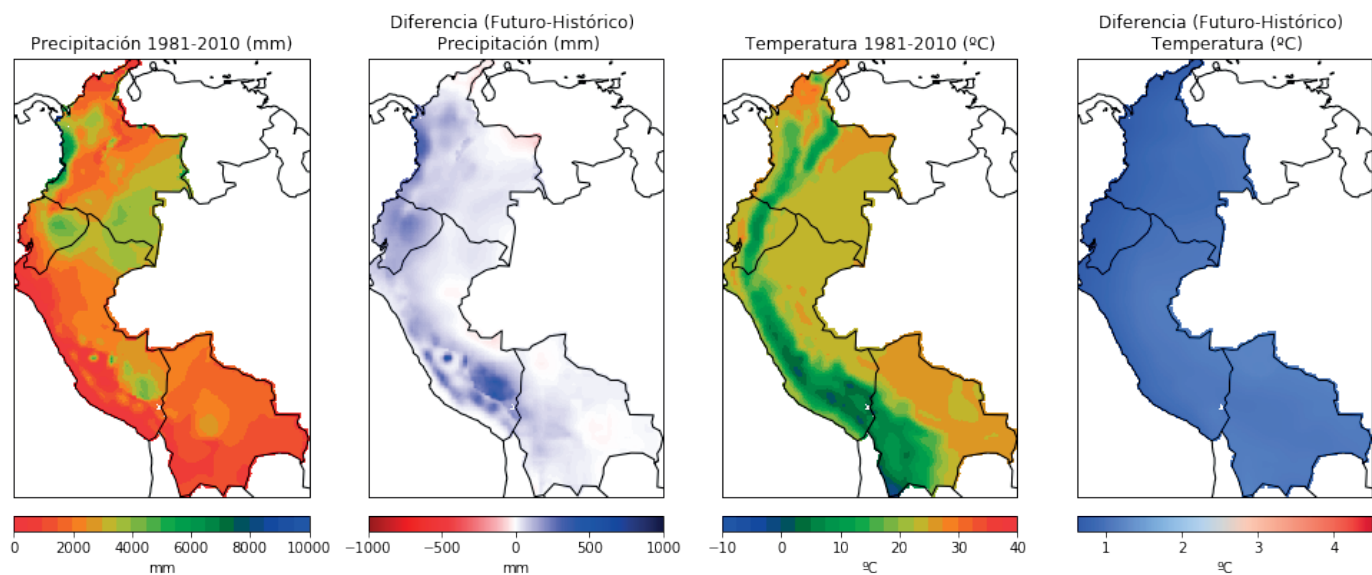 Precipitación 1981-2010 (mm)
Diferencia (Futuro-Histórico)
Precipitación (mm)
Temperatura 1981-2010 (ºC)
Diferencia (Futuro-Histórico)
Temperatura (ºC)
0 2000 4000 6000 8000 10000
mm
−1000 −500 0 500 1000
mm
−10 0 10 20 30 40
ºC
1 2 3 4
ºC